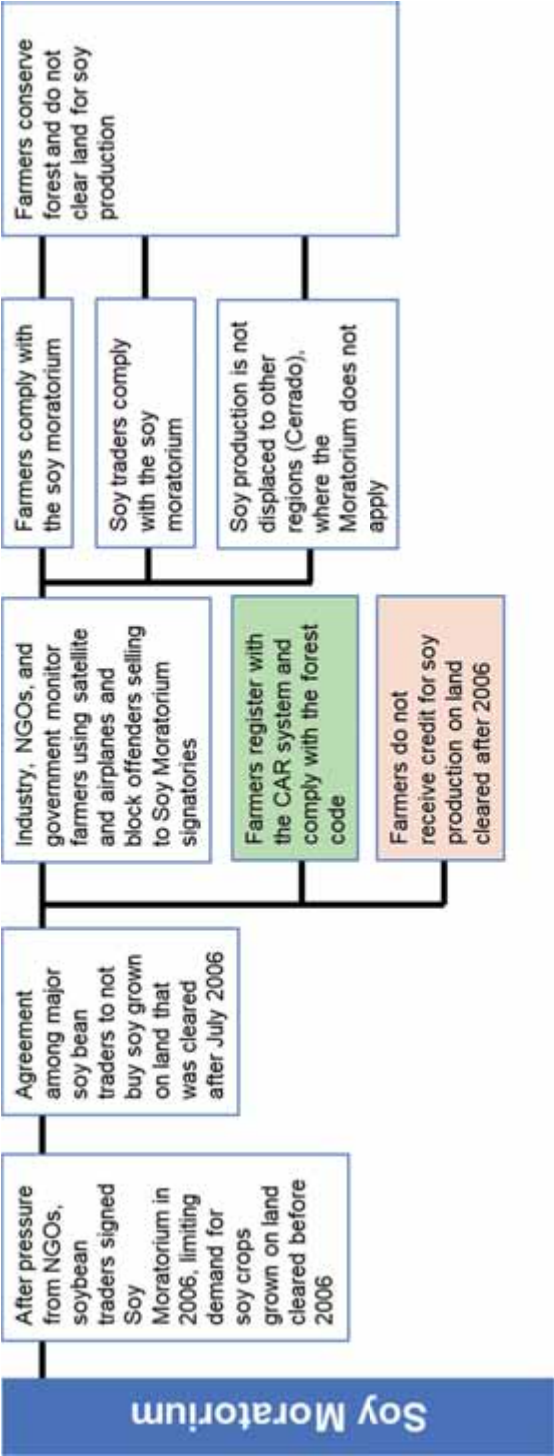 Soy Moratorium
After pressure
from NGOs,
soybean
traders signed
Soy
Moratorium in
2006, limiting
demand for
soy crops
grown on land
cleared before
2006
Agreement
among major
soy bean
traders to not
buy soy grown
on land that
was cleared
after July 2006
Industry, NGOs, and
government monitor
farmers using satellite
and airplanes and
block offenders selling
to Soy Moratorium
signatories
Farmers register with
the CAR system and
comply with the forest
code
Farmers do not
receive credit for soy
production on land
cleared after 2006
Farmers comply with
the soy moratorium
Soy traders comply
with the soy
moratorium
Soy production is not
displaced to other
regions (Cerrado),
where the
Moratorium does not
apply
Farmers conserve
forest and do not
clear land for soy
production